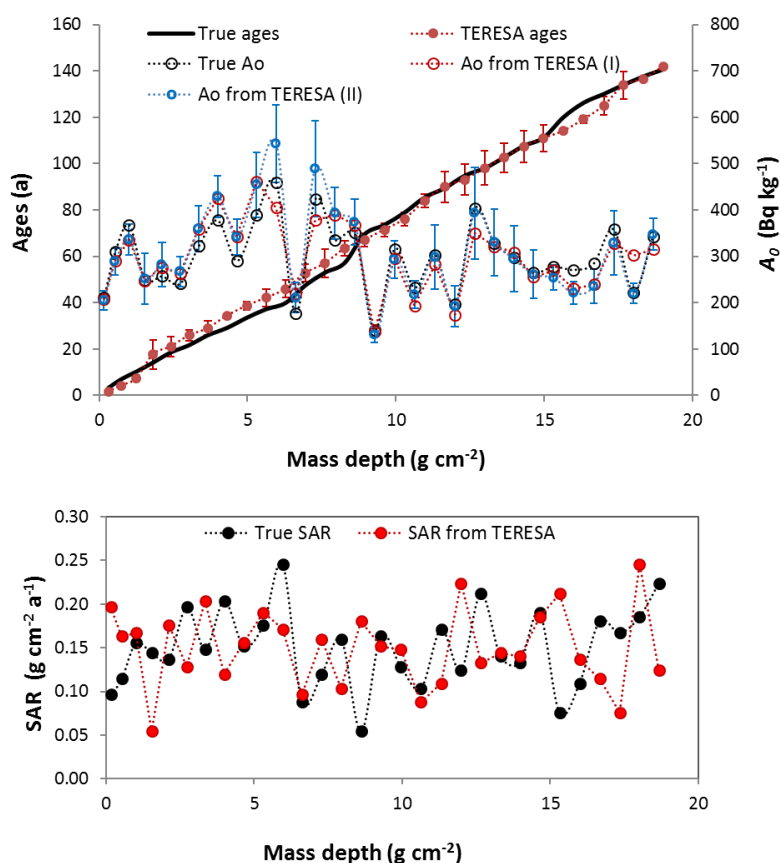 True ages
TERESA ages
True Ao
Ao from TERESA (I)
Ao from TERESA (II)
160
140
120
100
80
60
40
20
0
Ages (a)
800
700
600
500
400
300
200
100
0
A₀ (Bq kg⁻¹)
0 5 10 15 20
Mass depth (g cm⁻²)
True SAR
SAR from TERESA
0.30
0.25
0.20
0.15
0.10
0.05
0.00
SAR (g cm⁻² a⁻¹)
0 5 10 15 20
Mass depth (g cm⁻²)